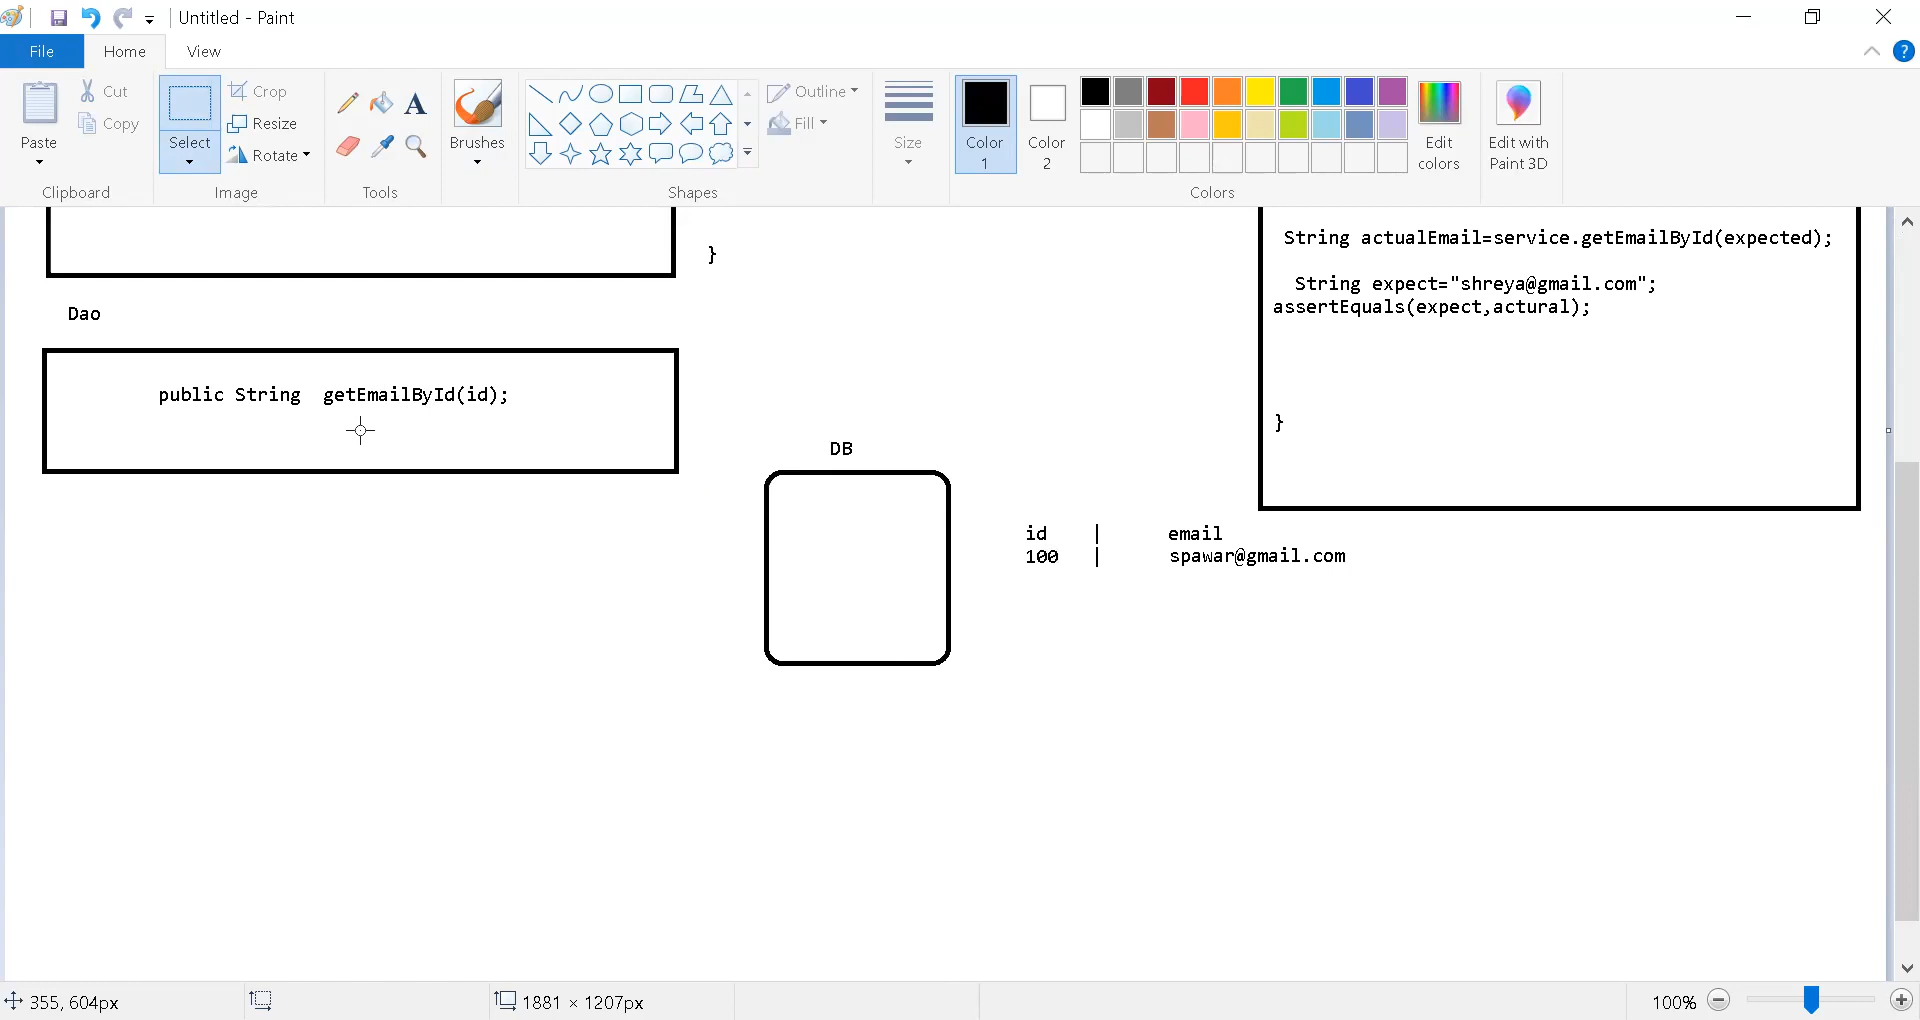 Untitled - Paint
File
Home
View
Paste
Cut
Copy
Clipboard
Select
Crop
Resize
Rotate
Image
Tools
Brushes
Outline
Fill
Shapes
Size
Color
1
Color
2
Edit
colors
Colors
Edit with
Paint 3D
?
}
Dao
public String  getEmailById(id);
DB
String actualEmail=service.getEmailById(expected);
String expect="shreya@gmail.com";
assertEquals(expect,actural);
}
id | email
100 | spawar@gmail.com
355, 604px
1881 × 1207px
100%